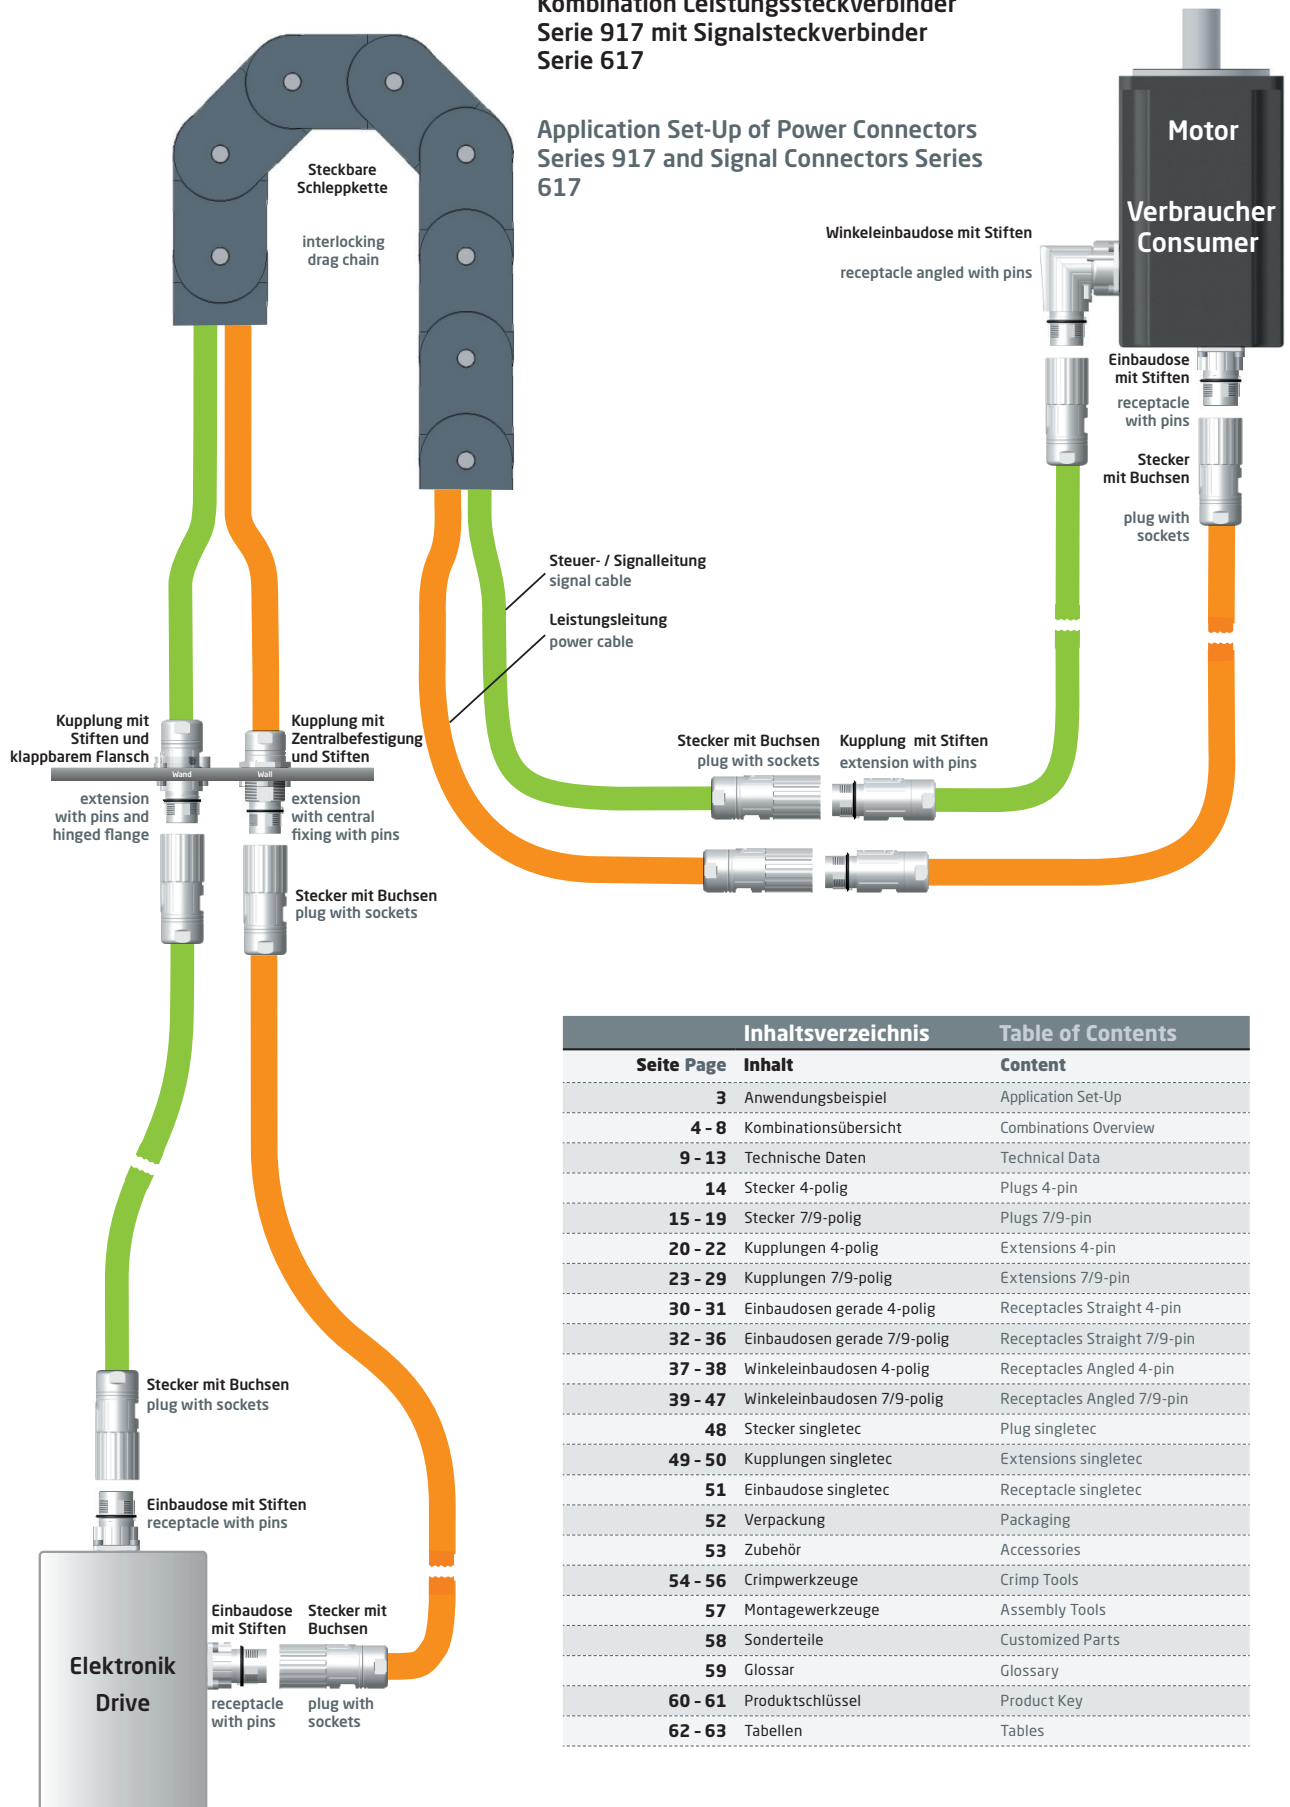 Kombination Leistungssteckverbinder
Serie 917 mit Signalsteckverbinder
Serie 617
Application Set-Up of Power Connectors
Series 917 and Signal Connectors Series
617
Motor
Verbraucher
Consumer
Steckbare
Schleppkette
interlocking
drag chain
Winkeleinbaudose mit Stiften
receptacle angled with pins
Einbaudose
mit Stiften
receptacle
with pins
Stecker
mit Buchsen
plug with
sockets
Steuer- / Signalleitung
signal cable
Leistungsleitung
power cable
Kupplung mit
Stiften und
klappbarem Flansch
Kupplung mit
Zentralbefestigung
und Stiften
Wand
Wall
extension
with pins and
hinged flange
extension
with central
fixing with pins
Stecker mit Buchsen
plug with sockets
Kupplung mit Stiften
extension with pins
Stecker mit Buchsen
plug with sockets
Stecker mit Buchsen
plug with sockets
Einbaudose mit Stiften
receptacle with pins
Einbaudose
mit Stiften
Stecker mit
Buchsen
receptacle
with pins
plug with
sockets
Elektronik
Drive
Inhaltsverzeichnis Table of Contents
Seite Page Inhalt Content
3 Anwendungsbeispiel Application Set-Up
4 – 8 Kombinationsübersicht Combinations Overview
9 – 13 Technische Daten Technical Data
14 Stecker 4-polig Plugs 4-pin
15 – 19 Stecker 7/9-polig Plugs 7/9-pin
20 – 22 Kupplungen 4-polig Extensions 4-pin
23 – 29 Kupplungen 7/9-polig Extensions 7/9-pin
30 – 31 Einbaudosen gerade 4-polig Receptacles Straight 4-pin
32 – 36 Einbaudosen gerade 7/9-polig Receptacles Straight 7/9-pin
37 – 38 Winkeleinbaudosen 4-polig Receptacles Angled 4-pin
39 – 47 Winkeleinbaudosen 7/9-polig Receptacles Angled 7/9-pin
48 Stecker singletec Plug singletec
49 – 50 Kupplungen singletec Extensions singletec
51 Einbaudose singletec Receptacle singletec
52 Verpackung Packaging
53 Zubehör Accessories
54 – 56 Crimpwerkzeuge Crimp Tools
57 Montagewerkzeuge Assembly Tools
58 Sonderteile Customized Parts
59 Glossar Glossary
60 – 61 Produktschlüssel Product Key
62 – 63 Tabellen Tables